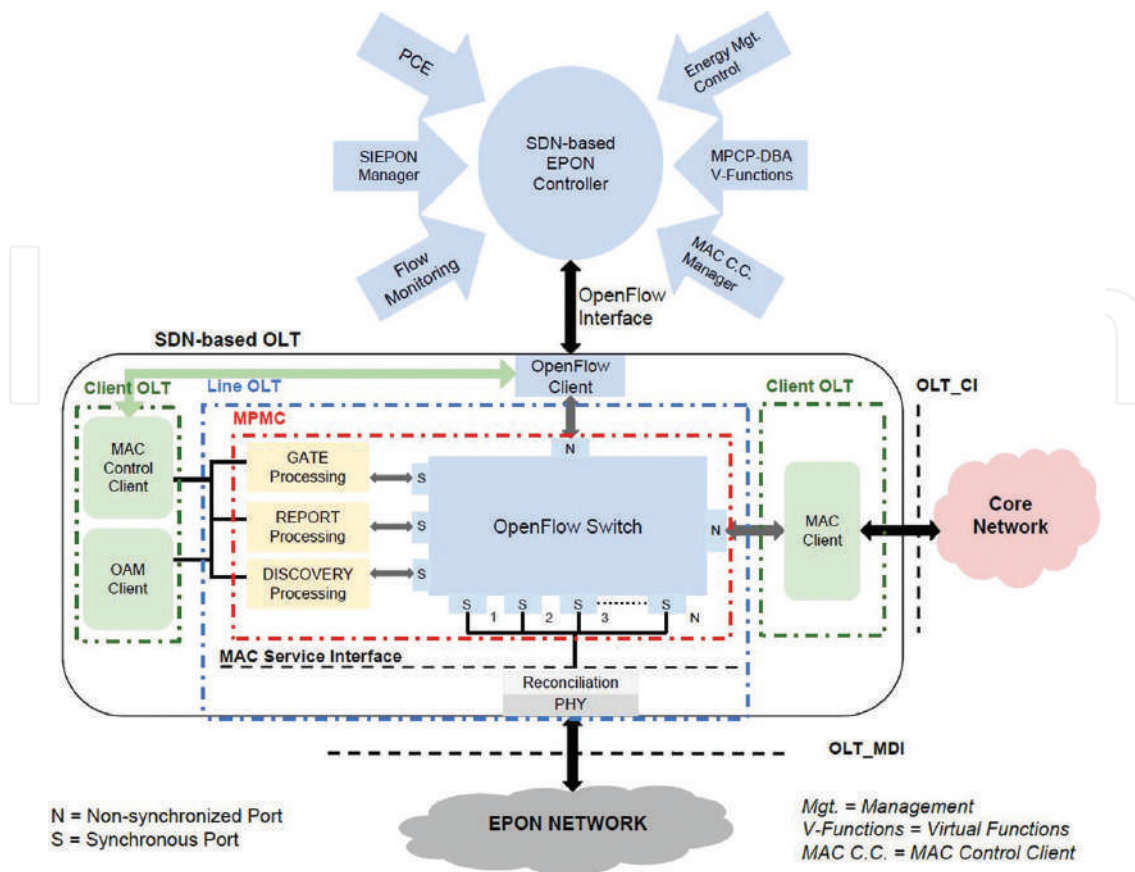 PCE
Energy Mgt.
Control
SIEPON
Manager
SDN-based
EPON
Controller
MPCP-DBA
V-Functions
Flow
Monitoring
MAC C.C.
Manager
OpenFlow
Interface
SDN-based OLT
OpenFlow
Client
Client OLT
Line OLT
Client OLT
OLT_CI
MPMC
N
MAC
Control
Client
GATE
Processing
S
REPORT
Processing
S
OpenFlow Switch
N
MAC
Client
Core
Network
OAM
Client
DISCOVERY
Processing
S
S 1 S 2 S 3 S N
MAC Service Interface
Reconciliation
PHY
OLT_MDI
EPON NETWORK
N = Non-synchronized Port
S = Synchronous Port
Mgt. = Management
V-Functions = Virtual Functions
MAC C.C. = MAC Control Client